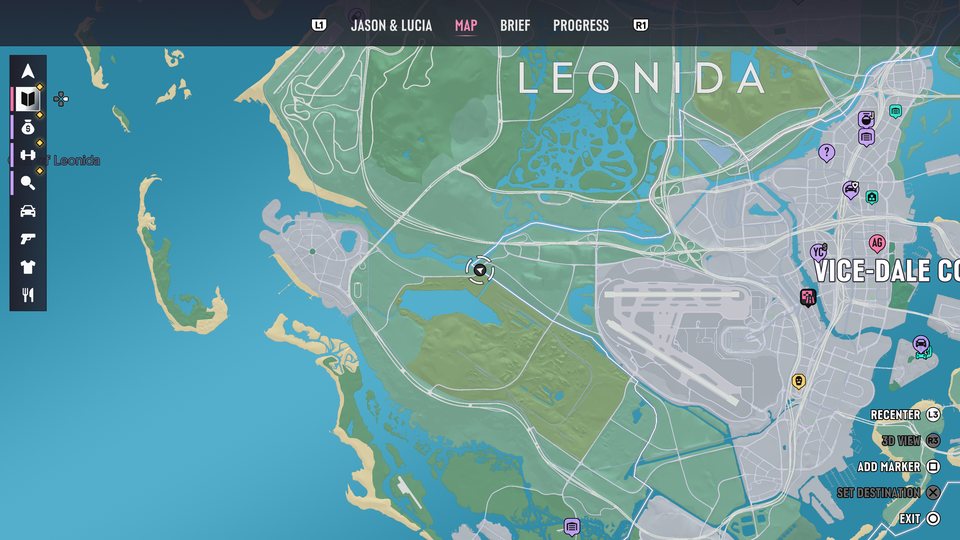 L1 JASON & LUCIA MAP BRIEF PROGRESS R1
LEONIDA
of Leonida
?
AG
YC
VICE-DALE CO
RECENTER L3
3D VIEW R3
ADD MARKER
SET DESTINATION
EXIT